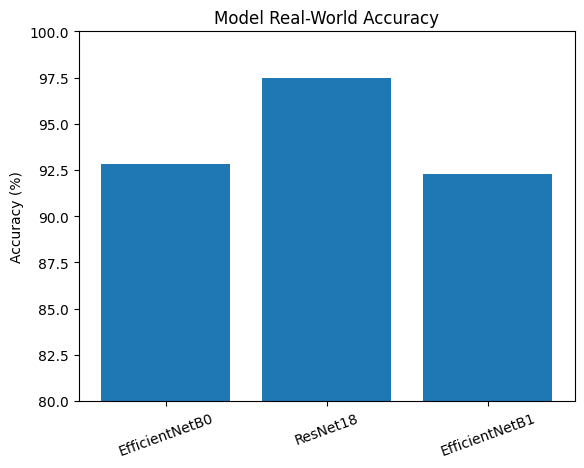 Model Real-World Accuracy
100.0
97.5
95.0
92.5
90.0
87.5
85.0
82.5
80.0
Accuracy (%)
EfficientNetB0
ResNet18
EfficientNetB1